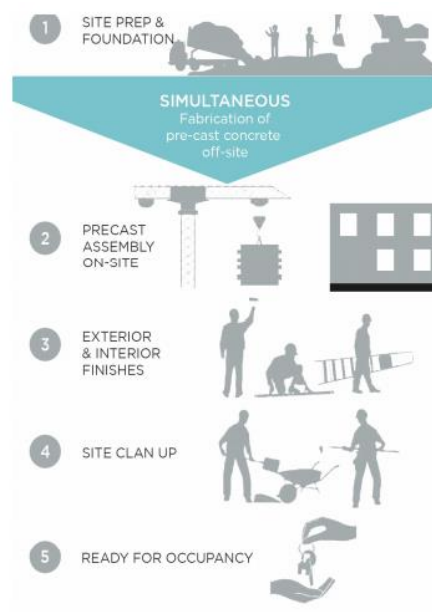 1
SITE PREP &
FOUNDATION
SIMULTANEOUS
Fabrication of
pre-cast concrete
off-site
2
PRECAST
ASSEMBLY
ON-SITE
3
EXTERIOR
& INTERIOR
FINISHES
4
SITE CLAN UP
5
READY FOR OCCUPANCY